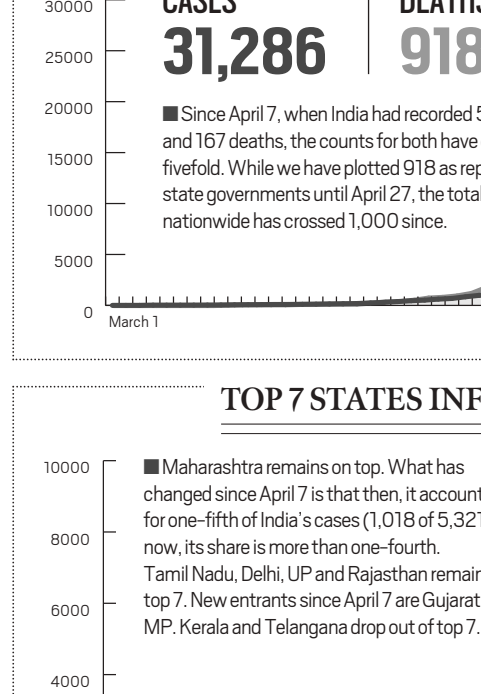 30000
CASES
DEATHS
31,286
918
25000
20000
■ Since April 7, when India had recorded 5
and 167 deaths, the counts for both have
fivefold. While we have plotted 918 as rep
state governments until April 27, the total
nationwide has crossed 1,000 since.
15000
10000
5000
0
March 1
TOP 7 STATES INF
10000
■ Maharashtra remains on top. What has
changed since April 7 is that then, it account
for one-fifth of India's cases (1,018 of 5,321
now, its share is more than one-fourth.
Tamil Nadu, Delhi, UP and Rajasthan remain
top 7. New entrants since April 7 are Gujarat
MP. Kerala and Telangana drop out of top 7.
8000
6000
4000